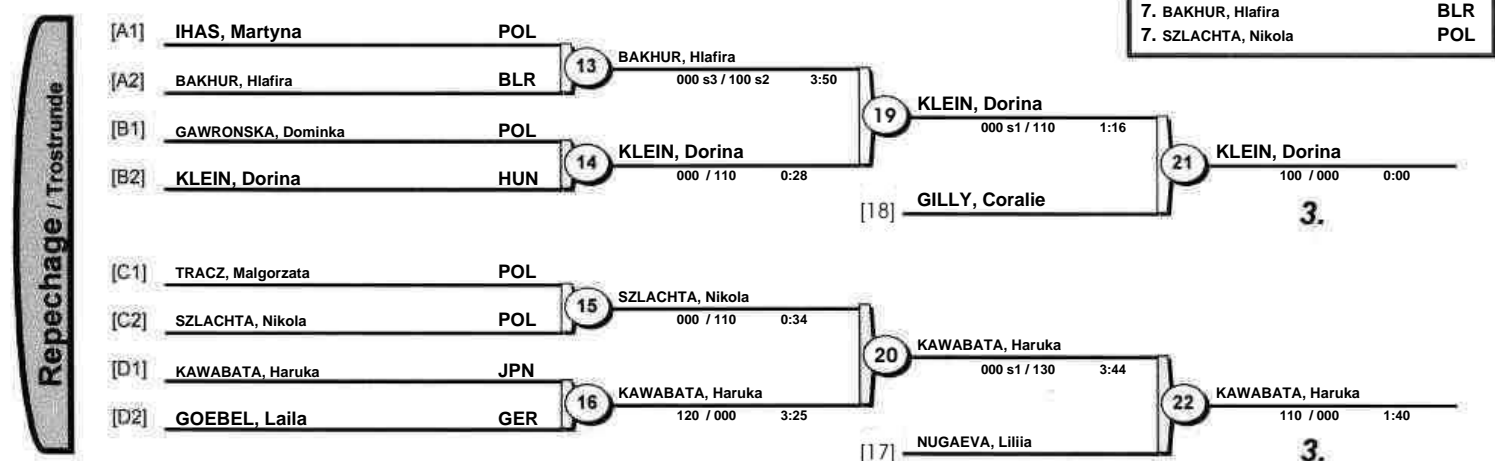 7. BAKHUR, Hlafira BLR
7. SZLACHTA, Nikola POL
Repechage / Trostrunde
[A1] IHAS, Martyna POL
13 BAKHUR, Hlafira
000 s3 / 100 s2 3:50
[A2] BAKHUR, Hlafira BLR
19 KLEIN, Dorina
000 s1 / 110 1:16
[B1] GAWRONSKA, Dominka POL
14 KLEIN, Dorina
000 / 110 0:28
[B2] KLEIN, Dorina HUN
21 KLEIN, Dorina
100 / 000 0:00
[18] GILLY, Coralie
3.
[C1] TRACZ, Malgorzata POL
15 SZLACHTA, Nikola
000 / 110 0:34
[C2] SZLACHTA, Nikola POL
20 KAWABATA, Haruka
000 s1 / 130 3:44
[D1] KAWABATA, Haruka JPN
16 KAWABATA, Haruka
120 / 000 3:25
[D2] GOEBEL, Laila GER
22 KAWABATA, Haruka
110 / 000 1:40
[17] NUGAEVA, Liliia
3.